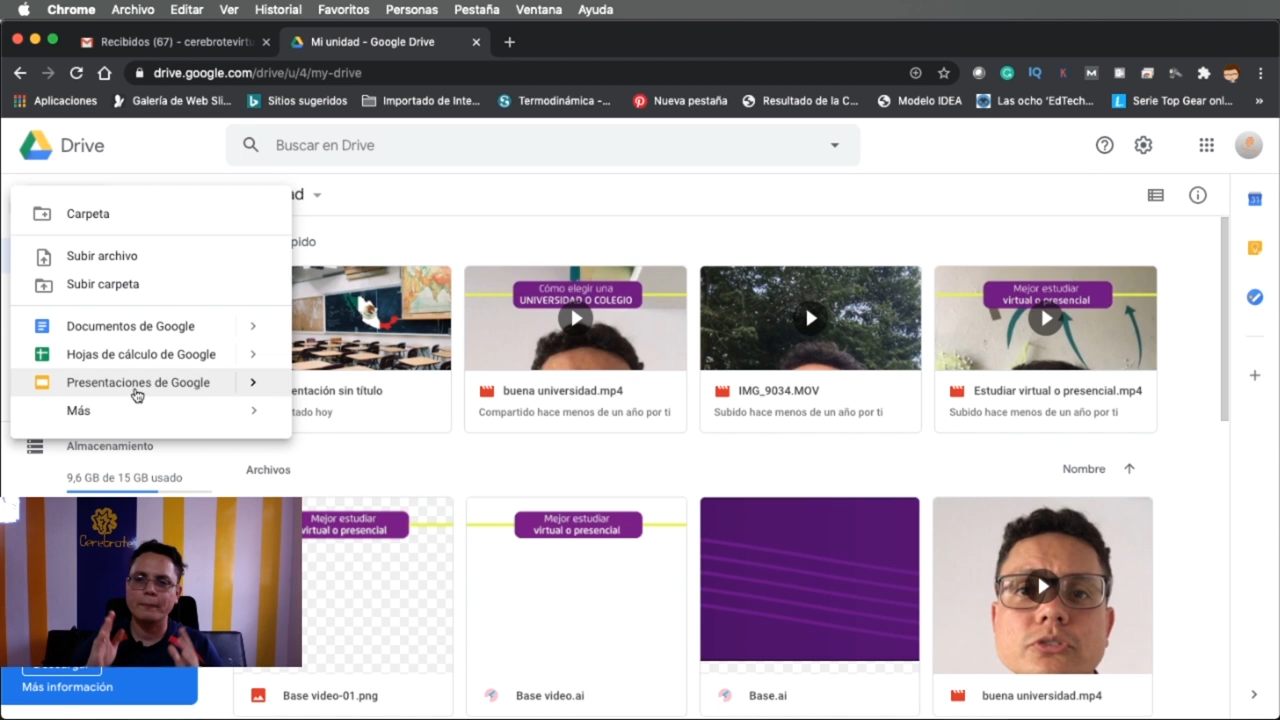 Chrome Archivo Editar Ver Historial Favoritos Personas Pestaña Ventana Ayuda
Recibidos (67) - cerebrotevirtu
Mi unidad - Google Drive
drive.google.com/drive/u/4/my-drive
Aplicaciones Galería de Web Sli... Sitios sugeridos Importado de Inte... Termodinámica -... Nueva pestaña Resultado de la C... Modelo IDEA Las ocho ‘EdTech... Serie Top Gear onl... »
Drive
Buscar en Drive
ad
Carpeta
Subir archivo
Subir carpeta
Documentos de Google
Hojas de cálculo de Google
Presentaciones de Google
Más
Almacenamiento
9,6 GB de 15 GB usado
Más información
pido
entación sin título
tado hoy
Cómo elegir una
UNIVERSIDAD O COLEGIO
buena universidad.mp4
Compartido hace menos de un año por ti
IMG_9034.MOV
Subido hace menos de un año por ti
Mejor estudiar
virtual o presencial
Estudiar virtual o presencial.mp4
Subido hace menos de un año por ti
Archivos
Nombre
Mejor estudiar
virtual o presencial
Base video-01.png
Mejor estudiar
virtual o presencial
Base video.ai
Base.ai
buena universidad.mp4
31